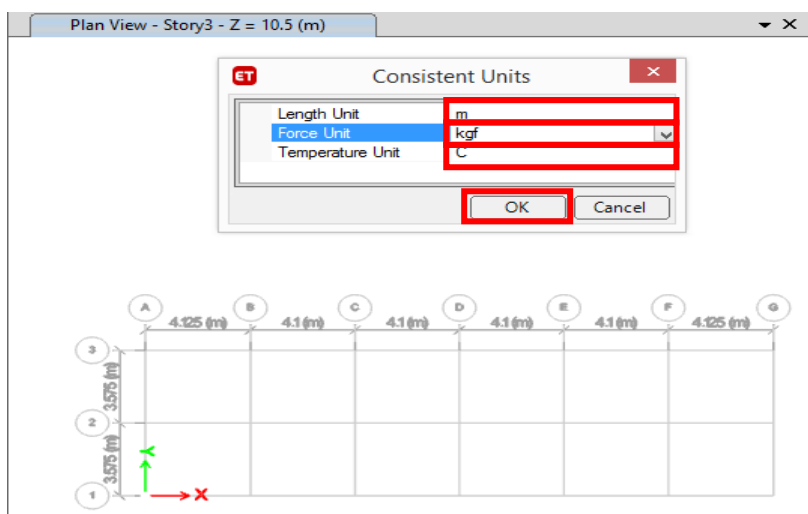 Plan View - Story3 - Z = 10.5 (m)
ET
Consistent Units
Length Unit m
Force Unit kgf
Temperature Unit C
OK Cancel
A B C D E F G
4.125 (m) 4.1 (m) 4.1 (m) 4.1 (m) 4.1 (m) 4.125 (m)
3
3.575 (m)
2
3.575 (m)
Y
1
X